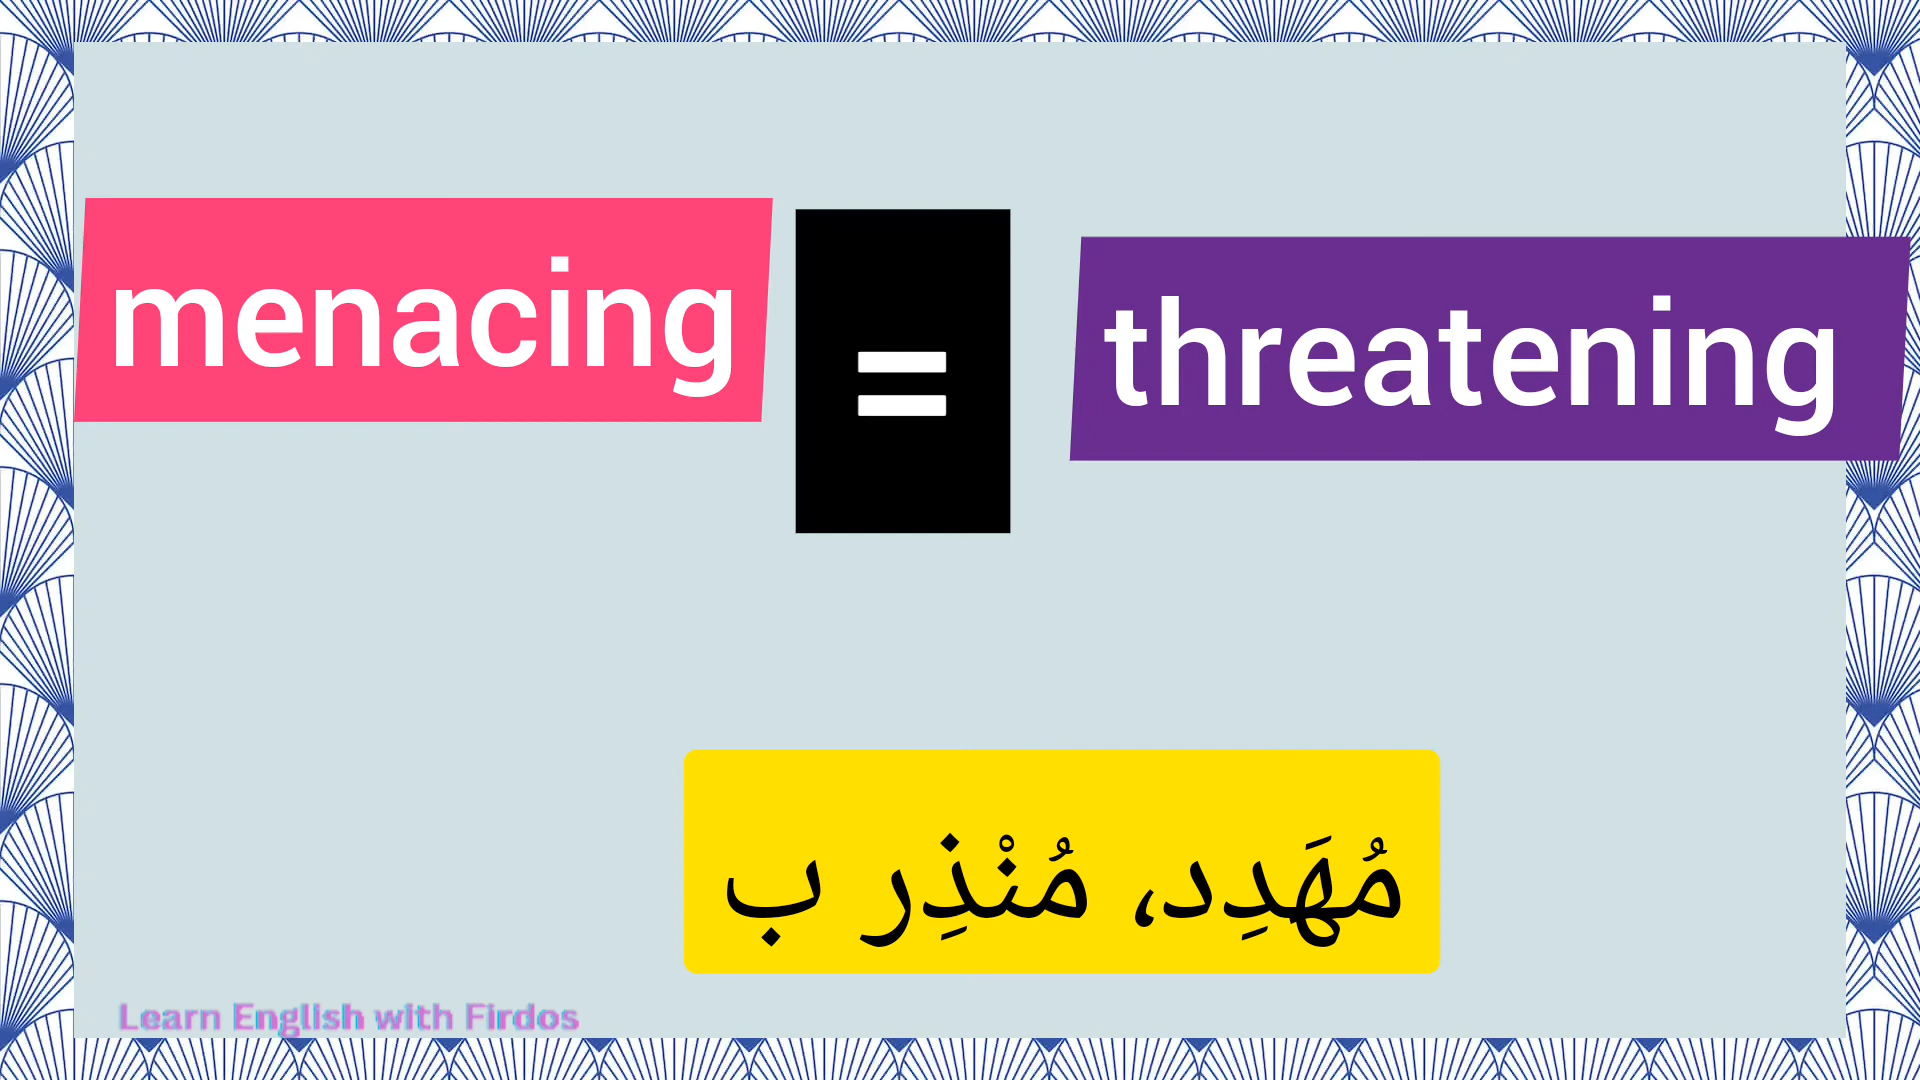 menacing
=
threatening
مُهَدِد، مُنْذِر ب
Learn English with Firdos